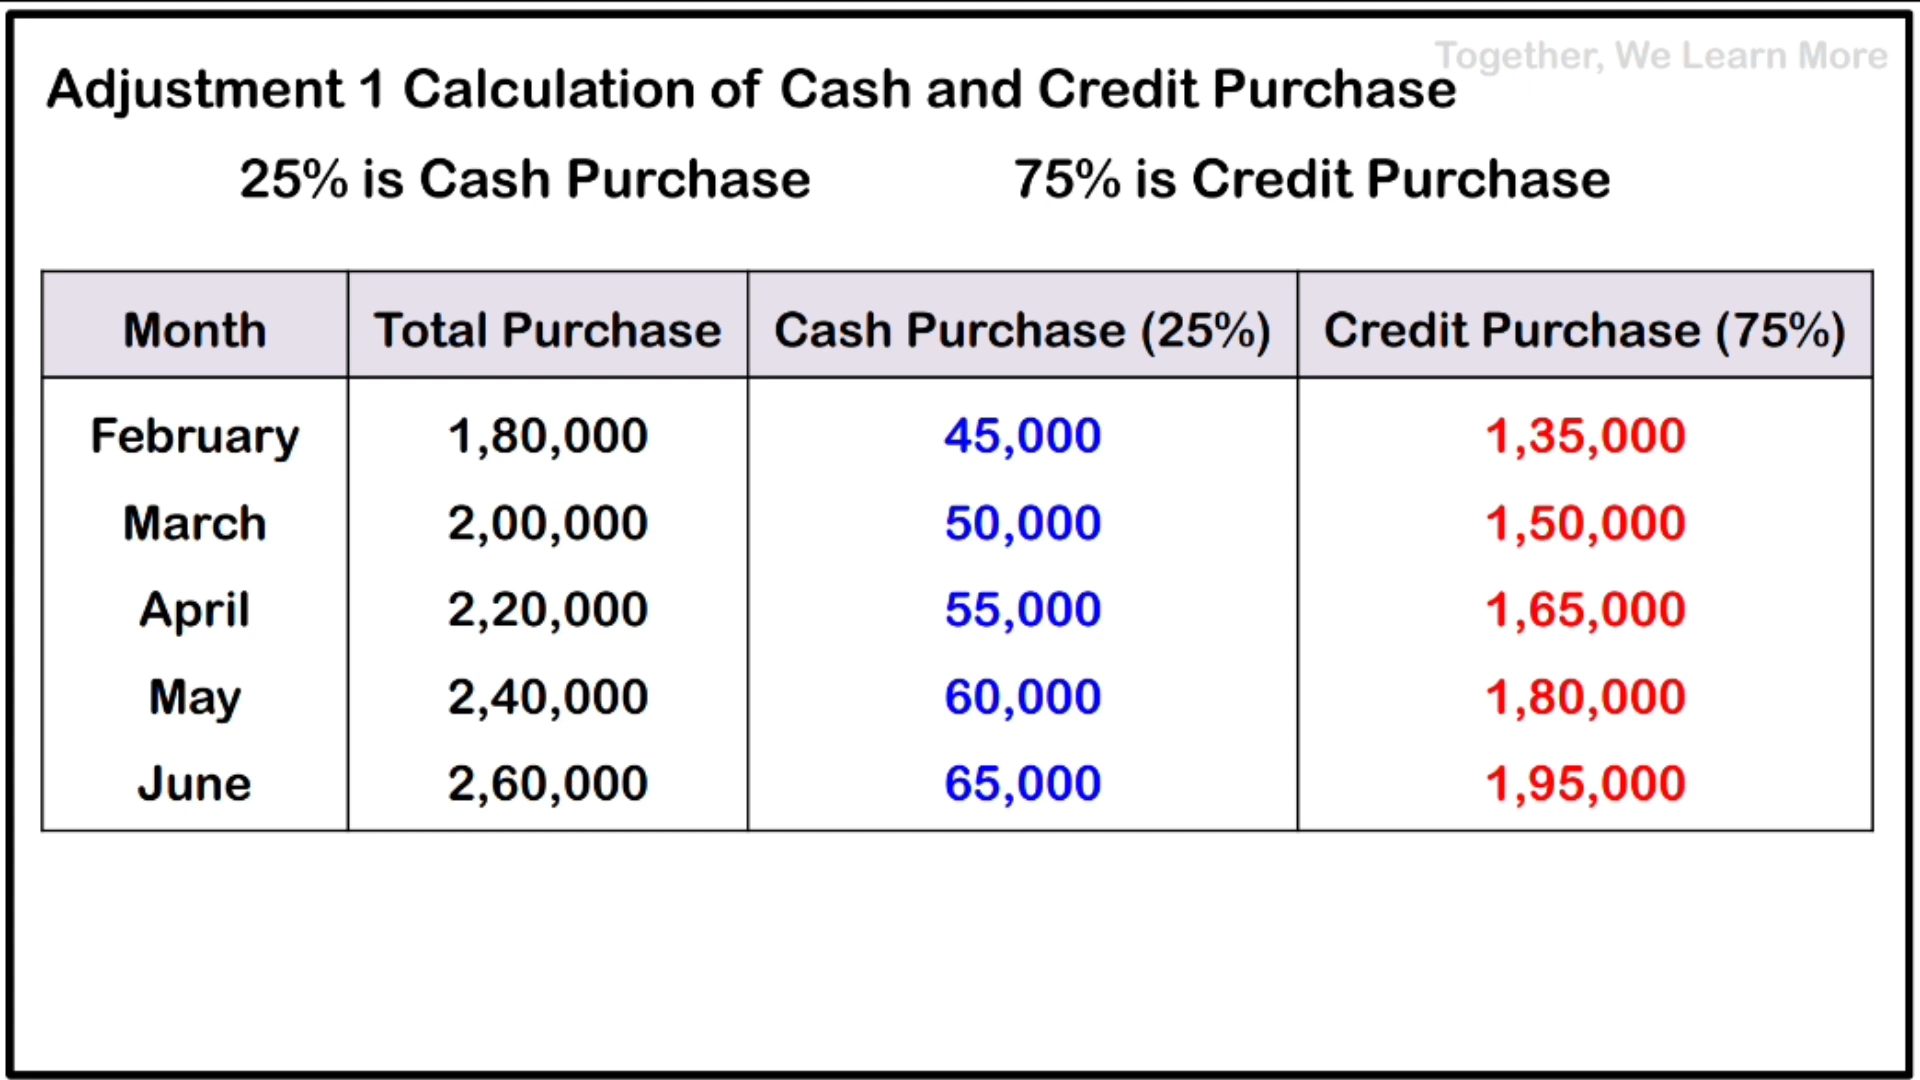 Together, We Learn More
Adjustment 1 Calculation of Cash and Credit Purchase
25% is Cash Purchase 75% is Credit Purchase
Month Total Purchase Cash Purchase (25%) Credit Purchase (75%)
February 1,80,000 45,000 1,35,000
March 2,00,000 50,000 1,50,000
April 2,20,000 55,000 1,65,000
May 2,40,000 60,000 1,80,000
June 2,60,000 65,000 1,95,000